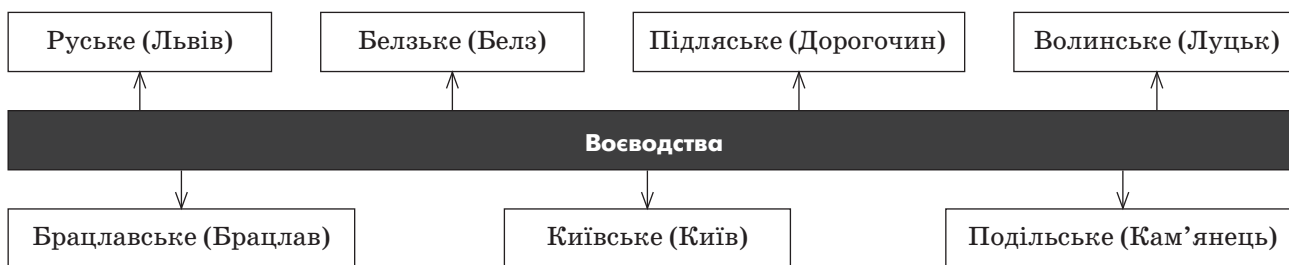 Руське (Львів)
Белзьке (Белз)
Підляське (Дорогочин)
Волинське (Луцьк)
Воєводства
Брацлавське (Брацлав)
Київське (Київ)
Подільське (Кам’янець)